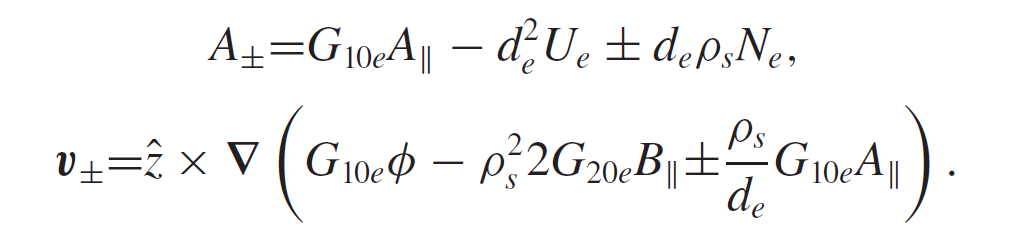 $A_{\pm}=G_{10e}A_{\parallel} - d_e^2 U_e \pm d_e \rho_s N_e,$
$\boldsymbol{v}_{\pm}=\hat{z} \times \boldsymbol{\nabla} \left( G_{10e}\phi - \rho_s^2 2G_{20e}B_{\parallel} \pm \frac{\rho_s}{d_e} G_{10e}A_{\parallel} \right).$